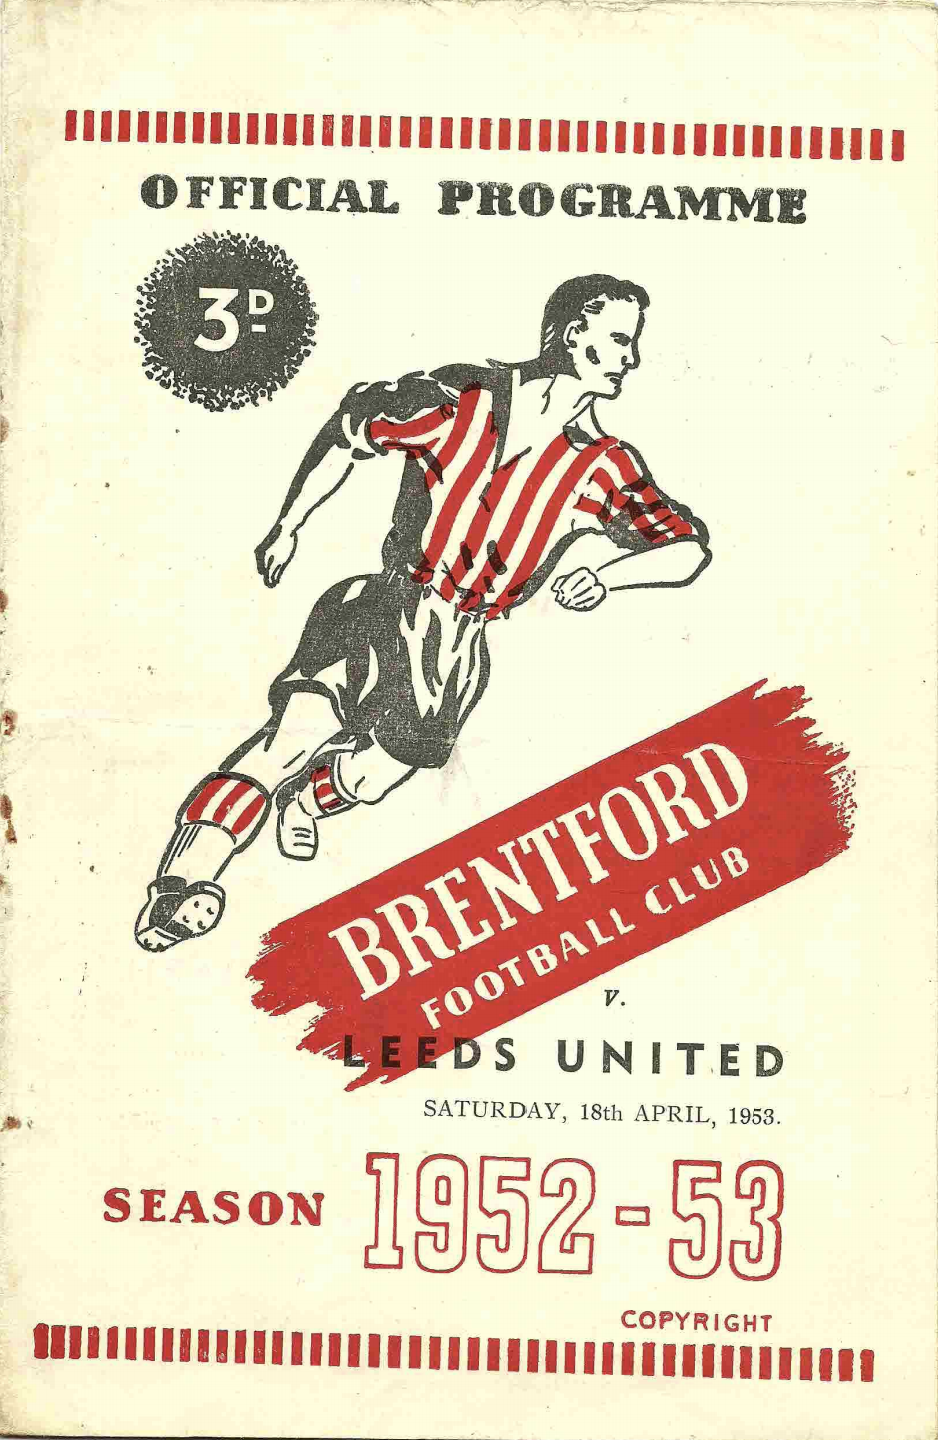 OFFICIAL PROGRAMME
3D-
BRENTFORD
FOOTBALL CLUB
v.
LEEDS UNITED
SATURDAY, 18th APRIL, 1953.
SEASON 1952-53
COPYRIGHT